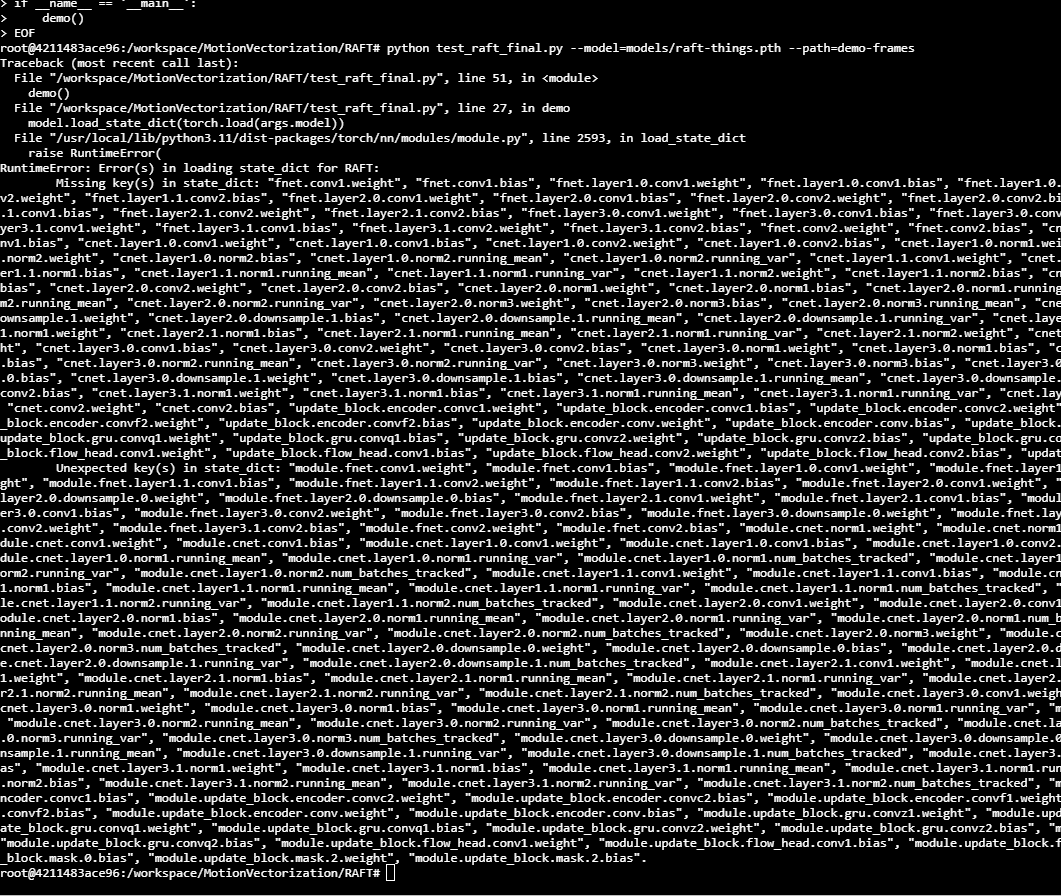 > if __name__ == '__main__':
>     demo()
> EOF
root@4211483ace96:/workspace/MotionVectorization/RAFT# python test_raft_final.py --model=models/raft-things.pth --path=demo-frames
Traceback (most recent call last):
  File "/workspace/MotionVectorization/RAFT/test_raft_final.py", line 51, in <module>
    demo()
  File "/workspace/MotionVectorization/RAFT/test_raft_final.py", line 27, in demo
    model.load_state_dict(torch.load(args.model))
  File "/usr/local/lib/python3.11/dist-packages/torch/nn/modules/module.py", line 2593, in load_state_dict
    raise RuntimeError(
RuntimeError: Error(s) in loading state_dict for RAFT:
        Missing key(s) in state_dict: "fnet.conv1.weight", "fnet.conv1.bias", "fnet.layer1.0.conv1.weight", "fnet.layer1.0.conv1.bias", "fnet.layer1.0.
v2.weight", "fnet.layer1.1.conv2.bias", "fnet.layer2.0.conv1.weight", "fnet.layer2.0.conv1.bias", "fnet.layer2.0.conv2.weight", "fnet.layer2.0.conv2.bi
.1.conv1.bias", "fnet.layer2.1.conv2.weight", "fnet.layer2.1.conv2.bias", "fnet.layer3.0.conv1.weight", "fnet.layer3.0.conv1.bias", "fnet.layer3.0.conv
yer3.1.conv1.weight", "fnet.layer3.1.conv1.bias", "fnet.layer3.1.conv2.weight", "fnet.layer3.1.conv2.bias", "fnet.conv2.weight", "fnet.conv2.bias", "cn
nv1.bias", "cnet.layer1.0.conv1.weight", "cnet.layer1.0.conv1.bias", "cnet.layer1.0.conv2.weight", "cnet.layer1.0.conv2.bias", "cnet.layer1.0.norm1.we
.norm2.weight", "cnet.layer1.0.norm2.bias", "cnet.layer1.0.norm2.running_mean", "cnet.layer1.0.norm2.running_var", "cnet.layer1.1.conv1.weight", "cnet
er1.1.norm1.bias", "cnet.layer1.1.norm1.running_mean", "cnet.layer1.1.norm1.running_var", "cnet.layer1.1.norm2.weight", "cnet.layer1.1.norm2.bias", "cn
bias", "cnet.layer2.0.conv2.weight", "cnet.layer2.0.conv2.bias", "cnet.layer2.0.norm1.weight", "cnet.layer2.0.norm1.bias", "cnet.layer2.0.norm1.running
m2.running_mean", "cnet.layer2.0.norm2.running_var", "cnet.layer2.0.norm3.weight", "cnet.layer2.0.norm3.bias", "cnet.layer2.0.norm3.running_mean", "cne
ownsample.1.weight", "cnet.layer2.0.downsample.1.bias", "cnet.layer2.0.downsample.1.running_mean", "cnet.layer2.0.downsample.1.running_var", "cnet.laye
1.norm1.weight", "cnet.layer2.1.norm1.bias", "cnet.layer2.1.norm1.running_mean", "cnet.layer2.1.norm1.running_var", "cnet.layer2.1.norm2.weight", "cnet
ht", "cnet.layer3.0.conv1.bias", "cnet.layer3.0.conv2.weight", "cnet.layer3.0.conv2.bias", "cnet.layer3.0.norm1.weight", "cnet.layer3.0.norm1.bias", "c
.bias", "cnet.layer3.0.norm2.running_mean", "cnet.layer3.0.norm2.running_var", "cnet.layer3.0.norm3.weight", "cnet.layer3.0.norm3.bias", "cnet.layer3.0
.0.bias", "cnet.layer3.0.downsample.1.weight", "cnet.layer3.0.downsample.1.bias", "cnet.layer3.0.downsample.1.running_mean", "cnet.layer3.0.downsample.
conv2.bias", "cnet.layer3.1.norm1.weight", "cnet.layer3.1.norm1.bias", "cnet.layer3.1.norm1.running_mean", "cnet.layer3.1.norm1.running_var", "cnet.lay
 "cnet.conv2.weight", "cnet.conv2.bias", "update_block.encoder.convc1.weight", "update_block.encoder.convc1.bias", "update_block.encoder.convc2.weight"
_block.encoder.convf2.weight", "update_block.encoder.convf2.bias", "update_block.encoder.conv.weight", "update_block.encoder.conv.bias", "update_block.
update_block.gru.convq1.weight", "update_block.gru.convq1.bias", "update_block.gru.convz2.weight", "update_block.gru.convz2.bias", "update_block.gru.co
_block.flow_head.conv1.weight", "update_block.flow_head.conv1.bias", "update_block.flow_head.conv2.weight", "update_block.flow_head.conv2.bias", "updat
        Unexpected key(s) in state_dict: "module.fnet.conv1.weight", "module.fnet.conv1.bias", "module.fnet.layer1.0.conv1.weight", "module.fnet.layer1
ght", "module.fnet.layer1.1.conv1.bias", "module.fnet.layer1.1.conv2.weight", "module.fnet.layer1.1.conv2.bias", "module.fnet.layer2.0.conv1.weight", "
layer2.0.downsample.0.weight", "module.fnet.layer2.0.downsample.0.bias", "module.fnet.layer2.1.conv1.weight", "module.fnet.layer2.1.conv1.bias", "modul
er3.0.conv1.bias", "module.fnet.layer3.0.conv2.weight", "module.fnet.layer3.0.conv2.bias", "module.fnet.layer3.0.downsample.0.weight", "module.fnet.lay
.conv2.weight", "module.fnet.layer3.1.conv2.bias", "module.fnet.conv2.weight", "module.fnet.conv2.bias", "module.cnet.norm1.weight", "module.cnet.norm1
dule.cnet.conv1.weight", "module.cnet.conv1.bias", "module.cnet.layer1.0.conv1.weight", "module.cnet.layer1.0.conv1.bias", "module.cnet.layer1.0.conv2.
dule.cnet.layer1.0.norm1.running_mean", "module.cnet.layer1.0.norm1.running_var", "module.cnet.layer1.0.norm1.num_batches_tracked", "module.cnet.layer1
orm2.running_var", "module.cnet.layer1.0.norm2.num_batches_tracked", "module.cnet.layer1.1.conv1.weight", "module.cnet.layer1.1.conv1.bias", "module.cn
1.norm1.bias", "module.cnet.layer1.1.norm1.running_mean", "module.cnet.layer1.1.norm1.running_var", "module.cnet.layer1.1.norm1.num_batches_tracked", "
le.cnet.layer1.1.norm2.running_var", "module.cnet.layer1.1.norm2.num_batches_tracked", "module.cnet.layer2.0.conv1.weight", "module.cnet.layer2.0.conv1
odule.cnet.layer2.0.norm1.bias", "module.cnet.layer2.0.norm1.running_mean", "module.cnet.layer2.0.norm1.running_var", "module.cnet.layer2.0.norm1.num_b
nning_mean", "module.cnet.layer2.0.norm2.running_var", "module.cnet.layer2.0.norm2.num_batches_tracked", "module.cnet.layer2.0.norm3.weight", "module.c
cnet.layer2.0.norm3.num_batches_tracked", "module.cnet.layer2.0.downsample.0.weight", "module.cnet.layer2.0.downsample.0.bias", "module.cnet.layer2.0.d
e.cnet.layer2.0.downsample.1.running_var", "module.cnet.layer2.0.downsample.1.num_batches_tracked", "module.cnet.layer2.1.conv1.weight", "module.cnet.l
1.weight", "module.cnet.layer2.1.norm1.bias", "module.cnet.layer2.1.norm1.running_mean", "module.cnet.layer2.1.norm1.running_var", "module.cnet.layer2.
r2.1.norm2.running_mean", "module.cnet.layer2.1.norm2.running_var", "module.cnet.layer2.1.norm2.num_batches_tracked", "module.cnet.layer3.0.conv1.weigh
cnet.layer3.0.norm1.weight", "module.cnet.layer3.0.norm1.bias", "module.cnet.layer3.0.norm1.running_mean", "module.cnet.layer3.0.norm1.running_var", "m
 "module.cnet.layer3.0.norm2.running_mean", "module.cnet.layer3.0.norm2.running_var", "module.cnet.layer3.0.norm2.num_batches_tracked", "module.cnet.la
.0.norm3.running_var", "module.cnet.layer3.0.norm3.num_batches_tracked", "module.cnet.layer3.0.downsample.0.weight", "module.cnet.layer3.0.downsample.0
nsample.1.running_mean", "module.cnet.layer3.0.downsample.1.running_var", "module.cnet.layer3.0.downsample.1.num_batches_tracked", "module.cnet.layer3.
as", "module.cnet.layer3.1.norm1.weight", "module.cnet.layer3.1.norm1.bias", "module.cnet.layer3.1.norm1.running_mean", "module.cnet.layer3.1.norm1.run
.norm2.bias", "module.cnet.layer3.1.norm2.running_mean", "module.cnet.layer3.1.norm2.running_var", "module.cnet.layer3.1.norm2.num_batches_tracked", "m
ncoder.convc1.bias", "module.update_block.encoder.convc2.weight", "module.update_block.encoder.convc2.bias", "module.update_block.encoder.convf1.weight
.convf2.bias", "module.update_block.encoder.conv.weight", "module.update_block.encoder.conv.bias", "module.update_block.gru.convz1.weight", "module.upd
ate_block.gru.convq1.weight", "module.update_block.gru.convq1.bias", "module.update_block.gru.convz2.weight", "module.update_block.gru.convz2.bias", "m
"module.update_block.gru.convq2.bias", "module.update_block.flow_head.conv1.weight", "module.update_block.flow_head.conv1.bias", "module.update_block.f
_block.mask.0.bias", "module.update_block.mask.2.weight", "module.update_block.mask.2.bias".
root@4211483ace96:/workspace/MotionVectorization/RAFT#